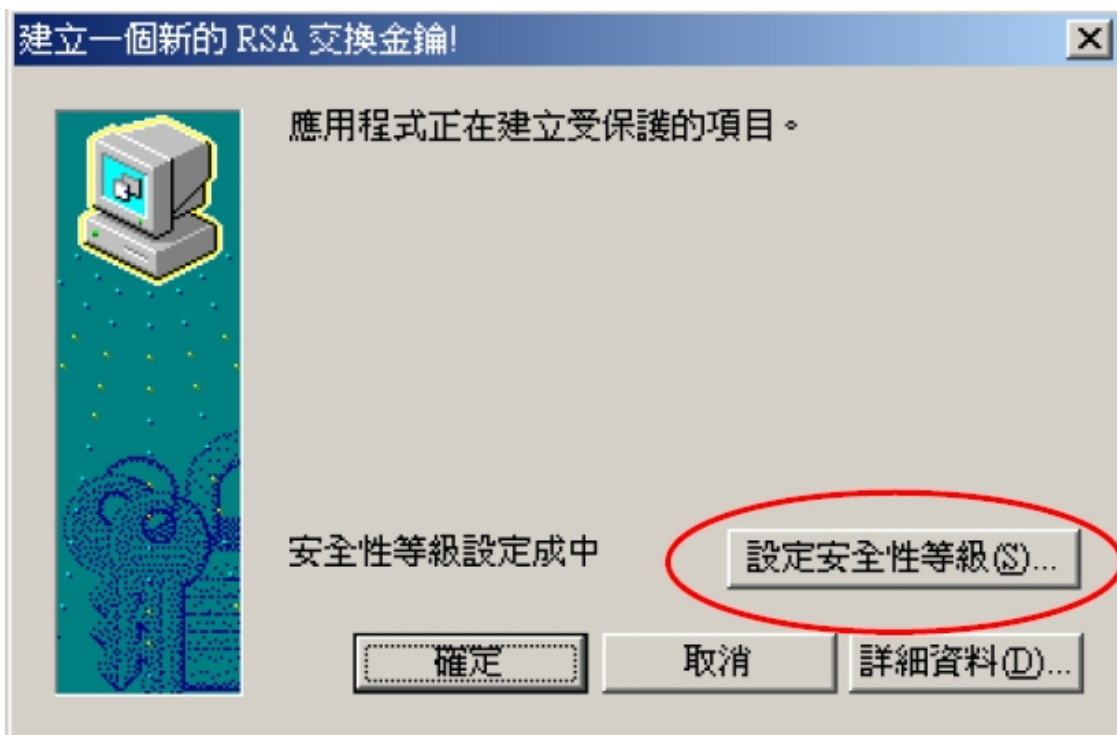 建立一個新的 RSA 交換金鑰!
應用程式正在建立受保護的項目。
安全性等級設定成中
設定安全性等級(S)...
確定
取消
詳細資料(D)...